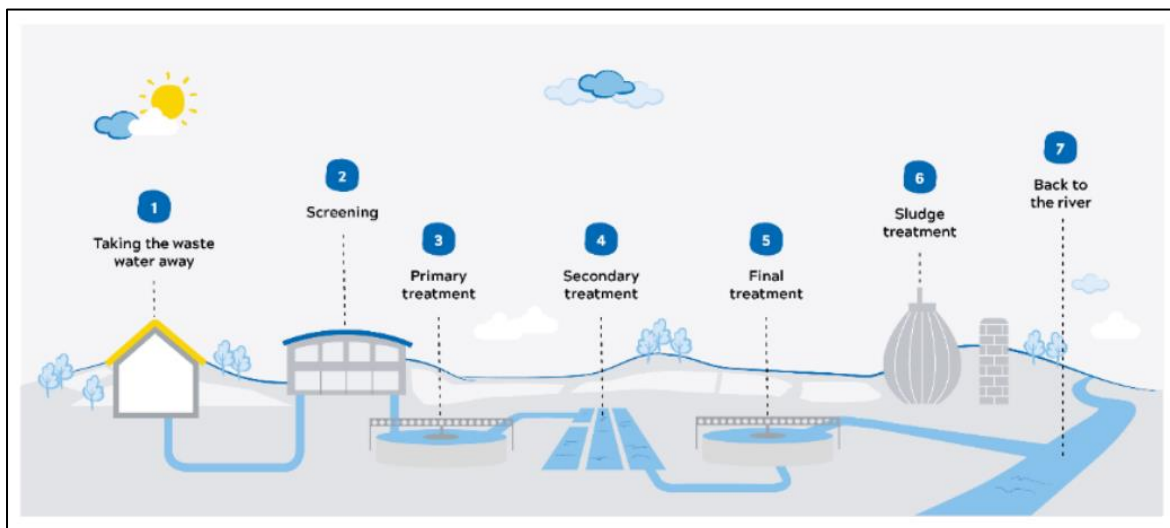 1
Taking the waste
water away
2
Screening
3
Primary
treatment
4
Secondary
treatment
5
Final
treatment
6
Sludge
treatment
7
Back to
the river